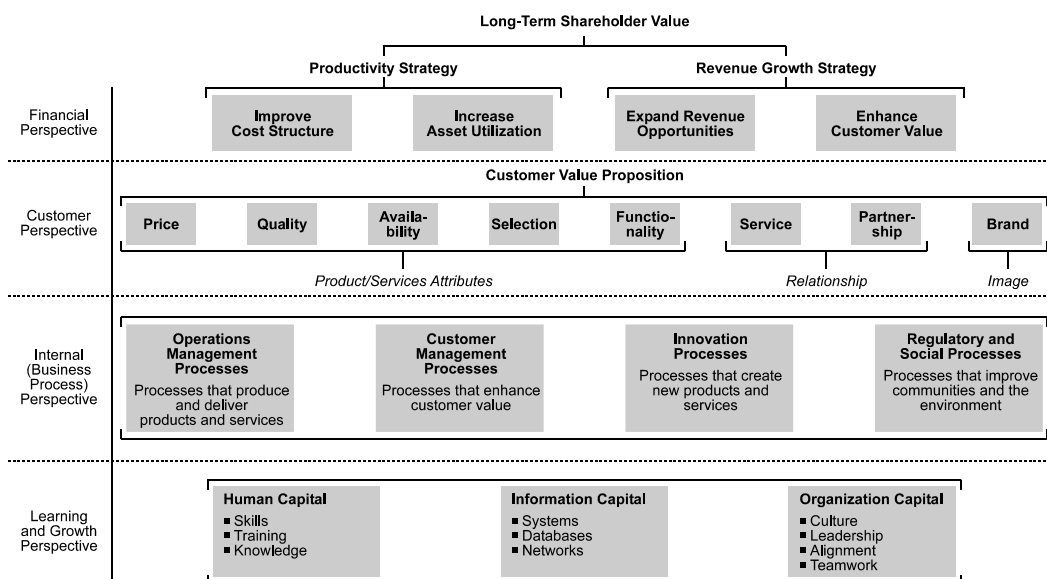 Long-Term Shareholder Value
Productivity Strategy
Revenue Growth Strategy
Financial
Perspective
Improve
Cost Structure
Increase
Asset Utilization
Expand Revenue
Opportunities
Enhance
Customer Value
Customer Value Proposition
Customer
Perspective
Price
Quality
Availa-
bility
Selection
Functio-
nality
Service
Partner-
ship
Brand
Product/Services Attributes
Relationship
Image
Internal
(Business
Process)
Perspective
Operations
Management
Processes
Processes that produce
and deliver
products and services
Customer
Management
Processes
Processes that enhance
customer value
Innovation
Processes
Processes that create
new products and
services
Regulatory and
Social Processes
Processes that improve
communities and the
environment
Learning
and Growth
Perspective
Human Capital
■ Skills
■ Training
■ Knowledge
Information Capital
■ Systems
■ Databases
■ Networks
Organization Capital
■ Culture
■ Leadership
■ Alignment
■ Teamwork